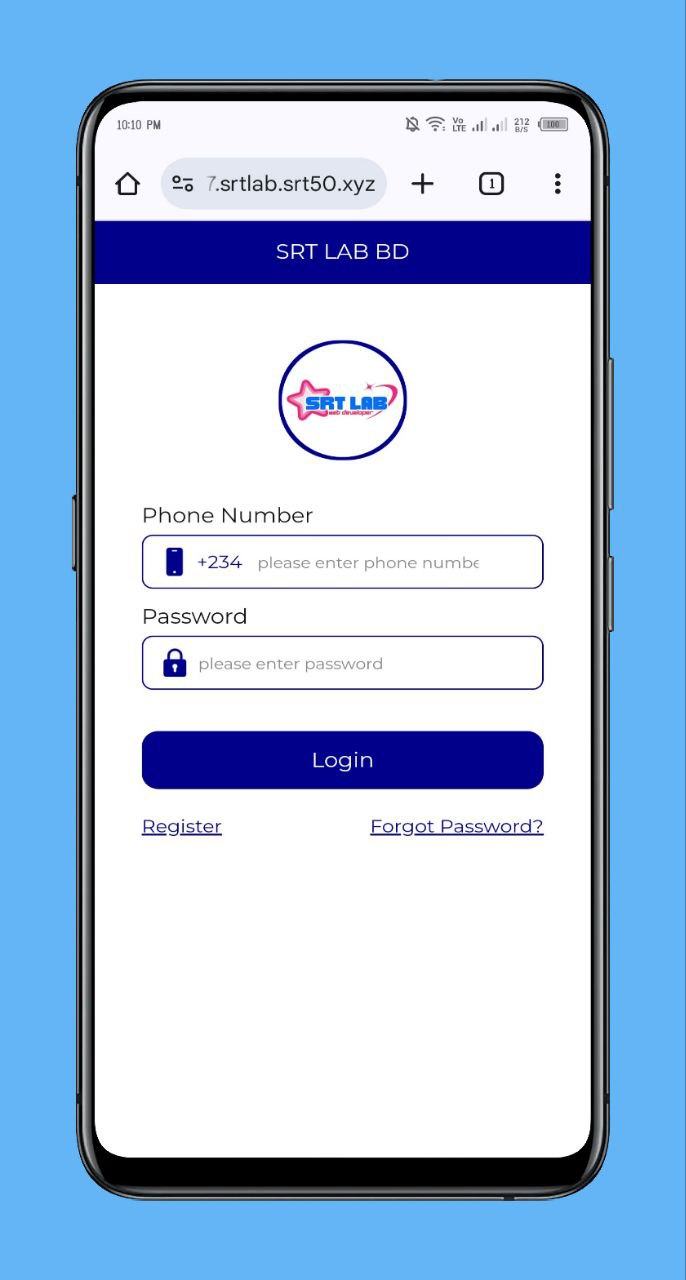 10:10 PM
Vo
LTE
212
B/S
100
7.srtlab.srt50.xyz
1
SRT LAB BD
SRT LAB
web developer
Phone Number
+234 please enter phone numbe
Password
please enter password
Login
Register Forgot Password?